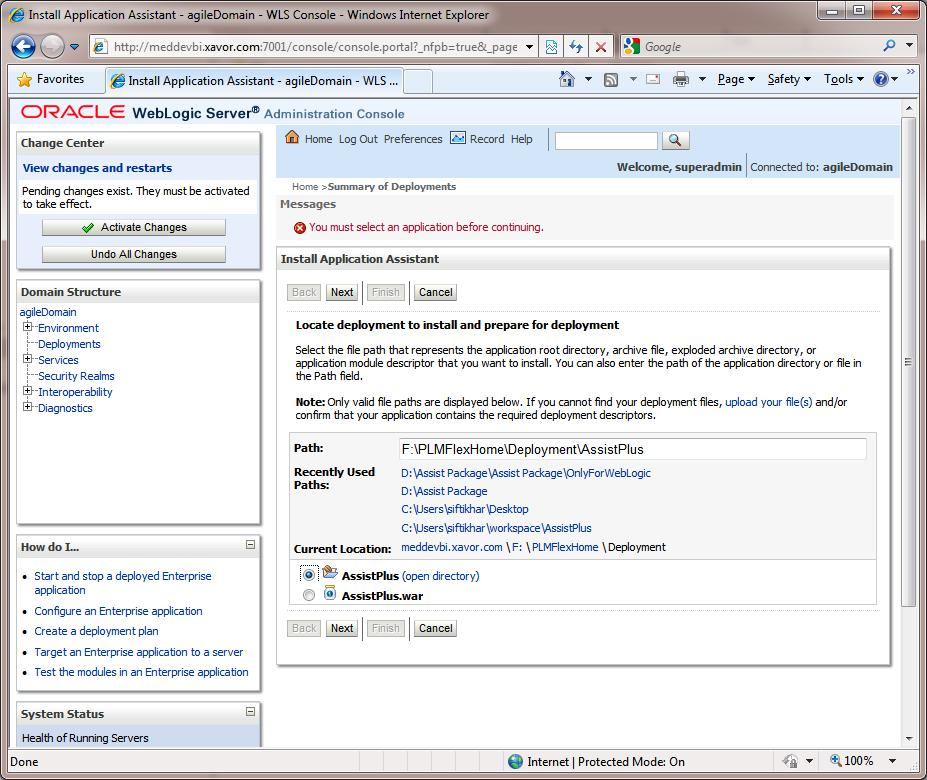 Install Application Assistant - agileDomain - WLS Console - Windows Internet Explorer
http://meddevbi.xavor.com:7001/console/console.portal?_nfpb=true&_page
Google
Favorites
Install Application Assistant - agileDomain - WLS ...
Page
Safety
Tools
ORACLE WebLogic Server® Administration Console
Change Center
View changes and restarts
Pending changes exist. They must be activated
to take effect.
Activate Changes
Undo All Changes
Domain Structure
agileDomain
Environment
Deployments
Services
Security Realms
Interoperability
Diagnostics
How do I...
Start and stop a deployed Enterprise
application
Configure an Enterprise application
Create a deployment plan
Target an Enterprise application to a server
Test the modules in an Enterprise application
System Status
Health of Running Servers
Home Log Out Preferences Record Help
Welcome, superadmin Connected to: agileDomain
Home >Summary of Deployments
Messages
You must select an application before continuing.
Install Application Assistant
Back Next Finish Cancel
Locate deployment to install and prepare for deployment
Select the file path that represents the application root directory, archive file, exploded archive directory, or
application module descriptor that you want to install. You can also enter the path of the application directory or file in
the Path field.
Note: Only valid file paths are displayed below. If you cannot find your deployment files, upload your file(s) and/or
confirm that your application contains the required deployment descriptors.
Path: F:\PLMFlexHome\Deployment\AssistPlus
Recently Used
Paths:
D:\Assist Package\Assist Package\OnlyForWebLogic
D:\Assist Package
C:\Users\siftikhar\Desktop
C:\Users\siftikhar\workspace\AssistPlus
Current Location: meddevbi.xavor.com \F: \PLMFlexHome \Deployment
AssistPlus (open directory)
AssistPlus.war
Back Next Finish Cancel
Done
Internet | Protected Mode: On
100%